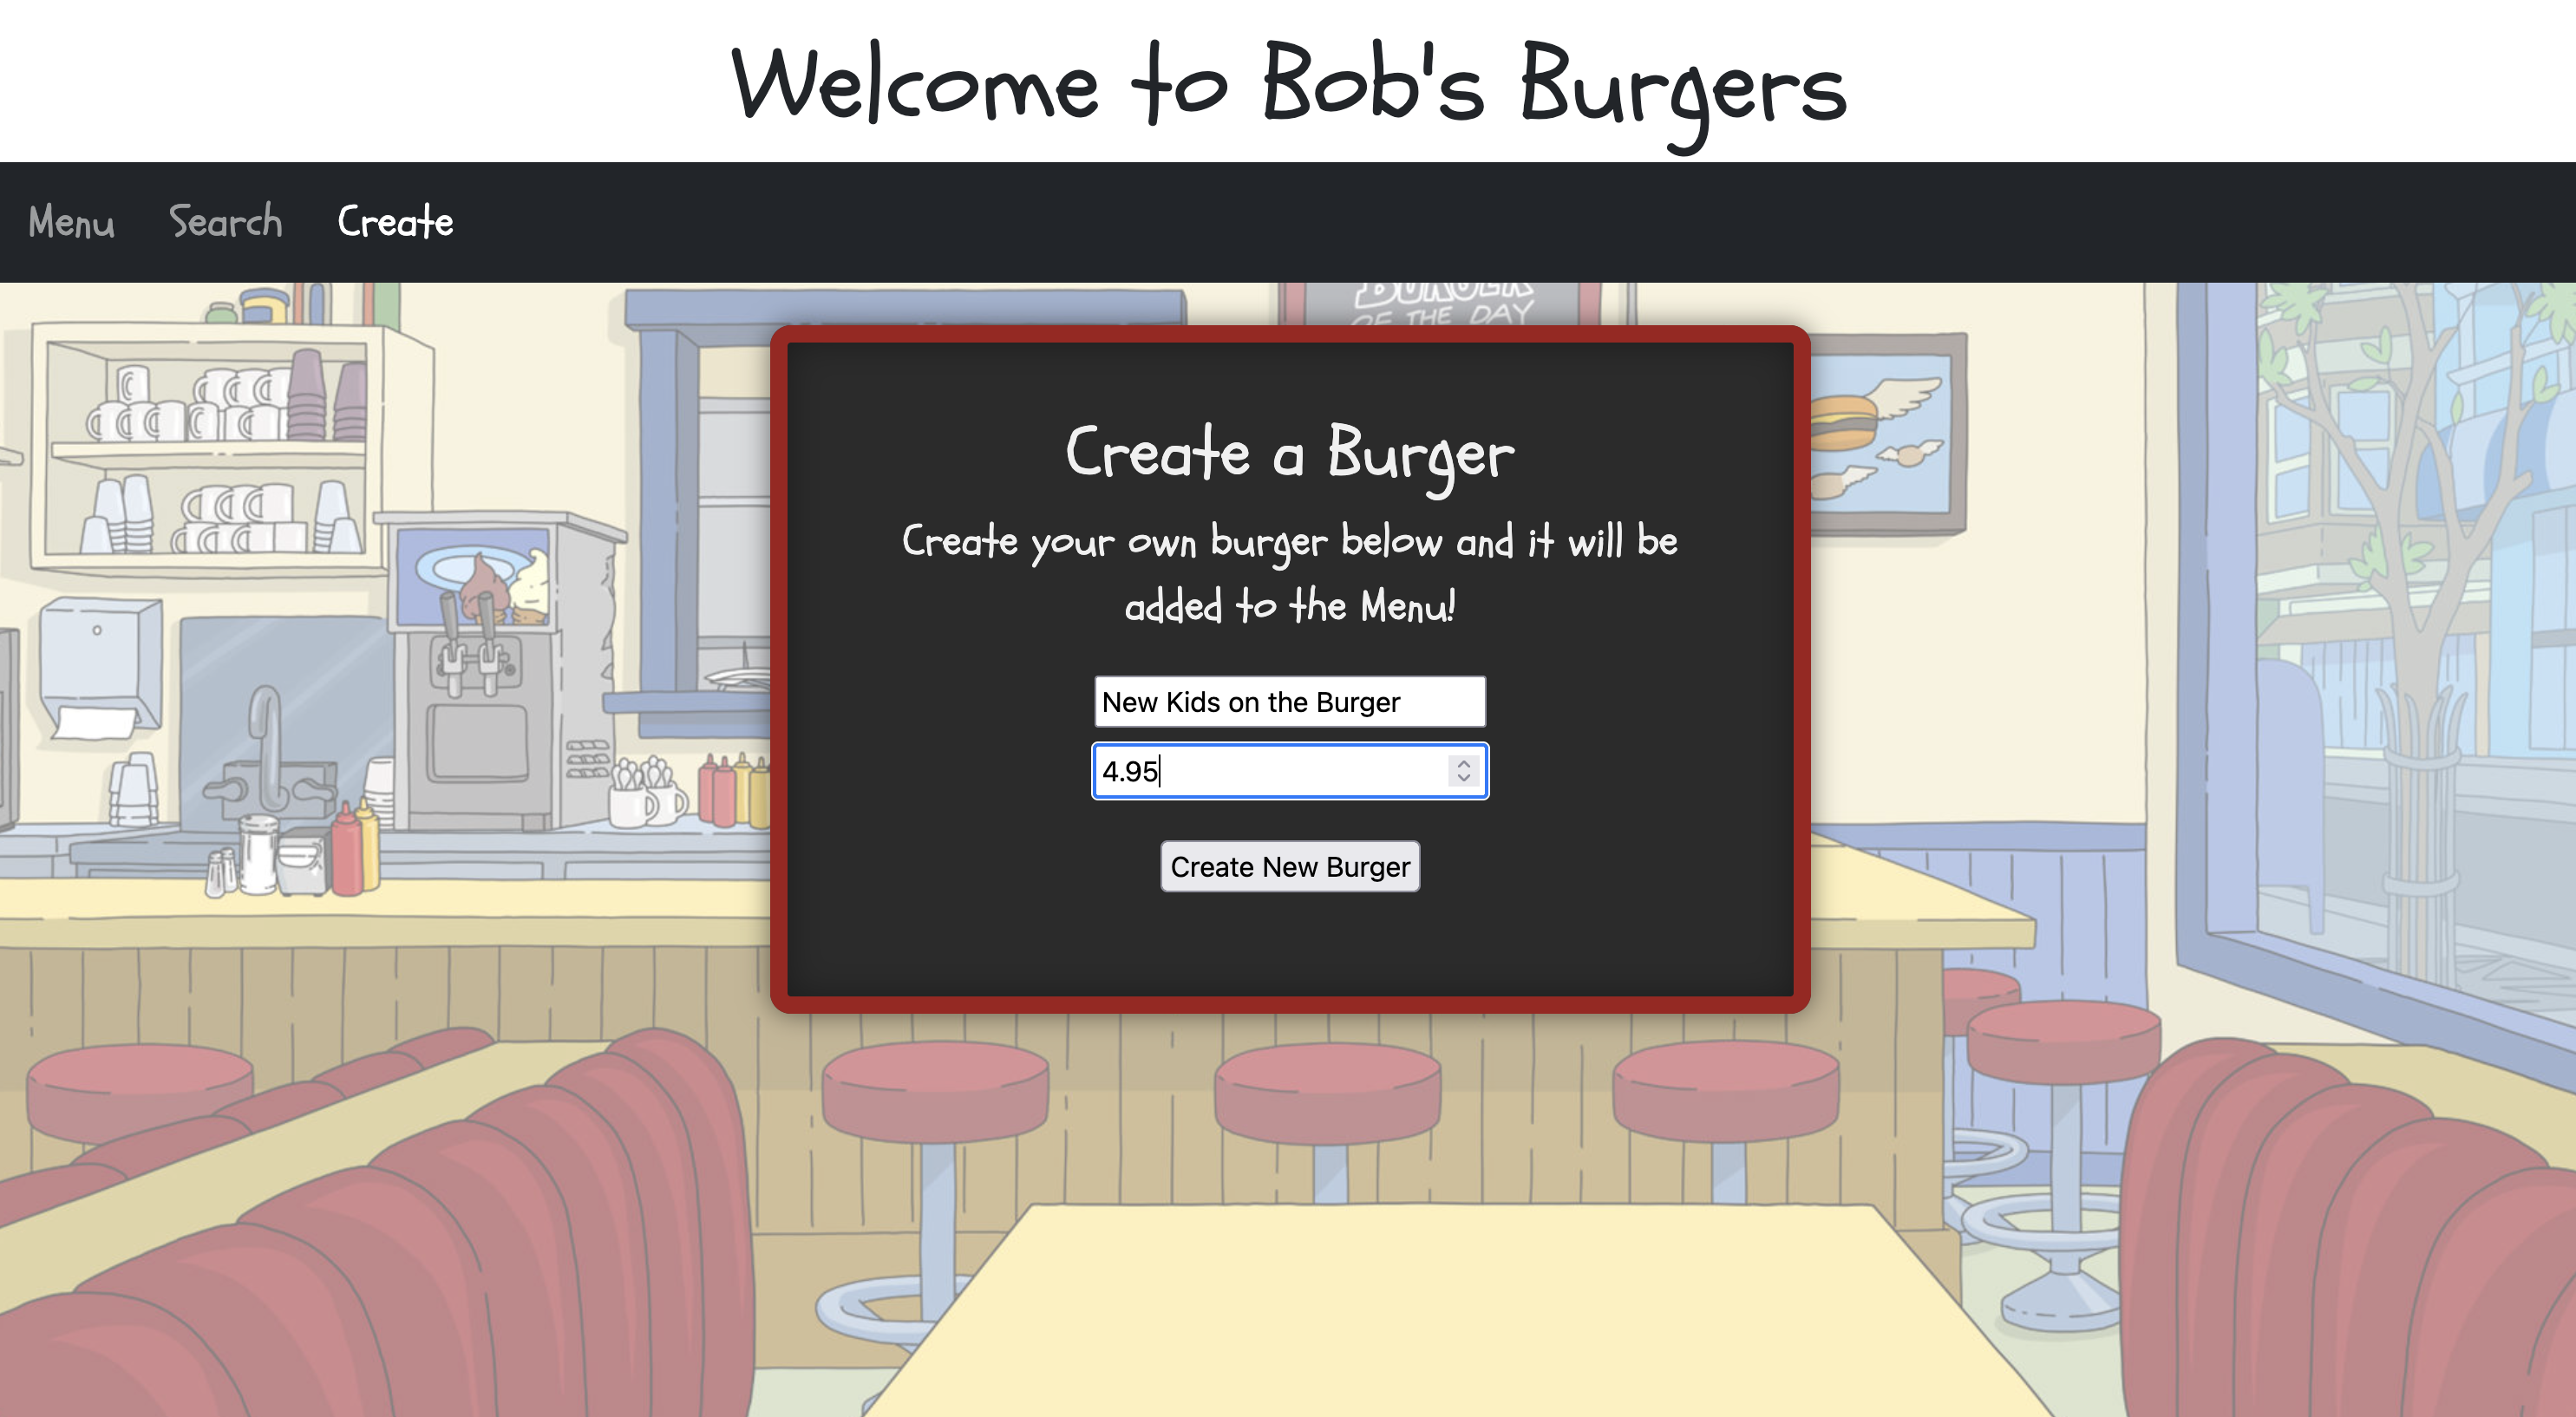 Welcome to Bob's Burgers
Menu Search Create
BURGER
OF THE DAY
Create a Burger
Create your own burger below and it will be
added to the Menu!
New Kids on the Burger
4.95
Create New Burger